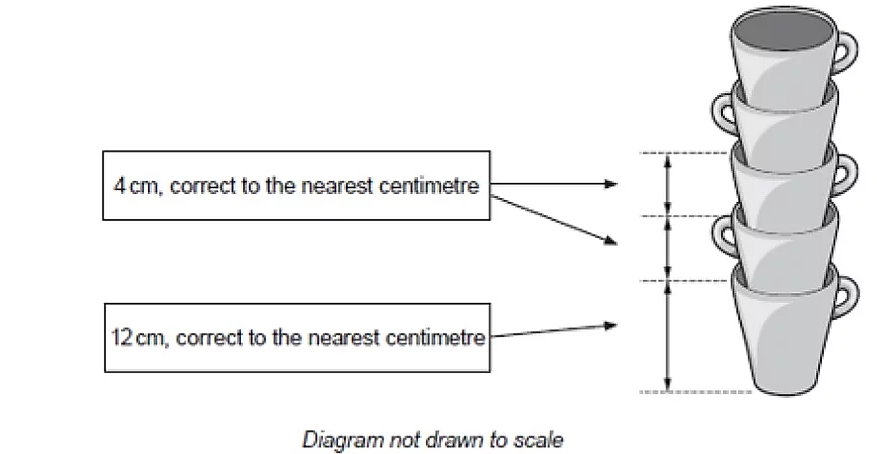 4 cm, correct to the nearest centimetre
12 cm, correct to the nearest centimetre
Diagram not drawn to scale